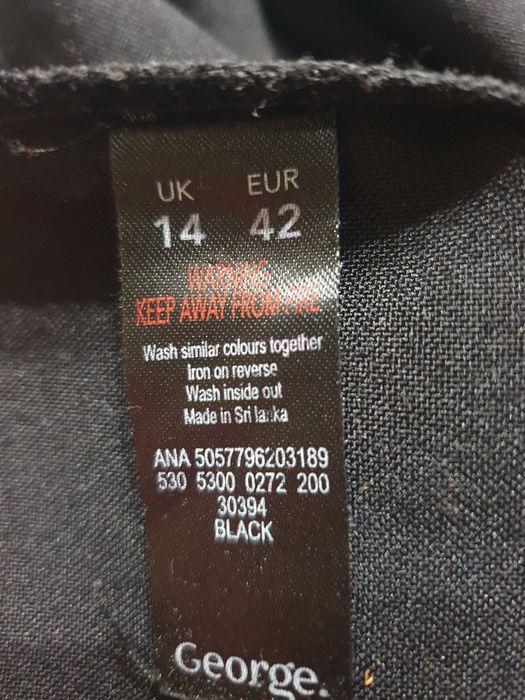 UK EUR
14 42
WARNING
KEEP AWAY FROM FIRE
Wash similar colours together
Iron on reverse
Wash inside out
Made in Sri lanka
ANA 5057796203189
530 5300 0272 200
30394
BLACK
George.